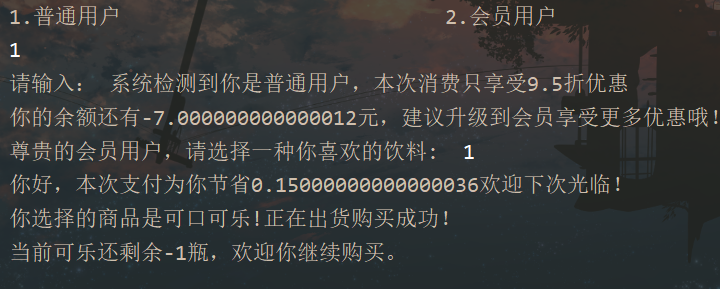 1.普通用户 2.会员用户
1
请输入： 系统检测到你是普通用户，本次消费只享受9.5折优惠
你的余额还有-7.000000000000012元，建议升级到会员享受更多优惠哦!
尊贵的会员用户，请选择一种你喜欢的饮料: 1
你好，本次支付为你节省0.15000000000000036欢迎下次光临!
你选择的商品是可口可乐!正在出货购买成功!
当前可乐还剩余-1瓶，欢迎你继续购买。